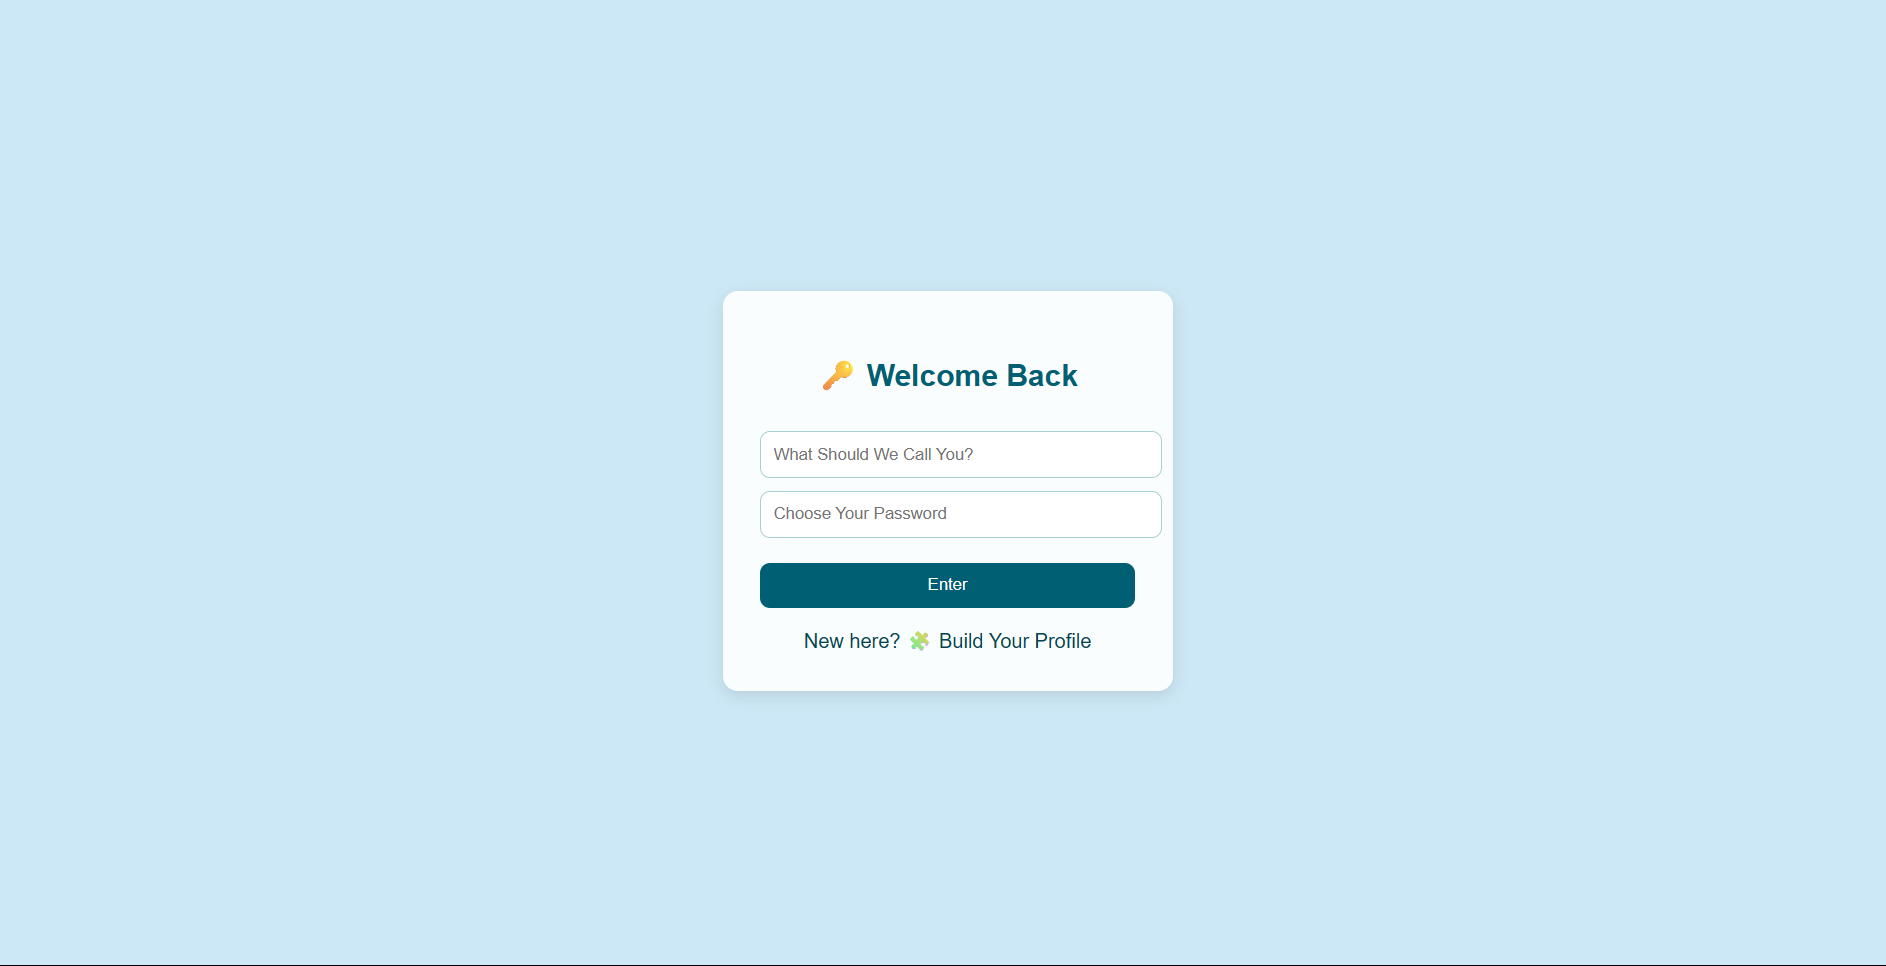 🔑 Welcome Back
What Should We Call You?
Choose Your Password
Enter
New here? 🧩 Build Your Profile